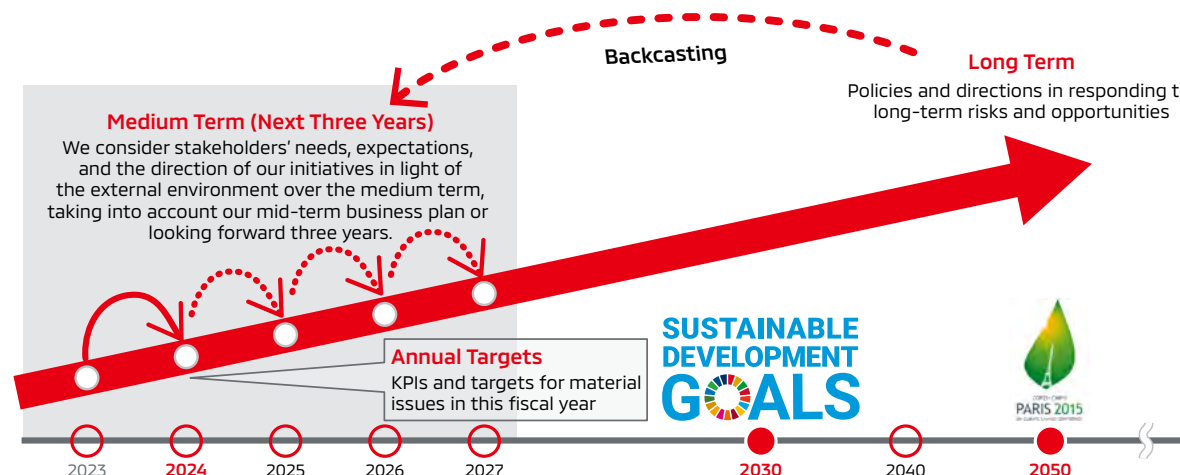 Backcasting
Long Term
Policies and directions in responding t
long-term risks and opportunities
Medium Term (Next Three Years)
We consider stakeholders’ needs, expectations,
and the direction of our initiatives in light of
the external environment over the medium term,
taking into account our mid-term business plan or
looking forward three years.
Annual Targets
KPIs and targets for material
issues in this fiscal year
SUSTAINABLE
DEVELOPMENT
GOALS
PARIS 2015
2023
2024
2025
2026
2027
2030
2040
2050